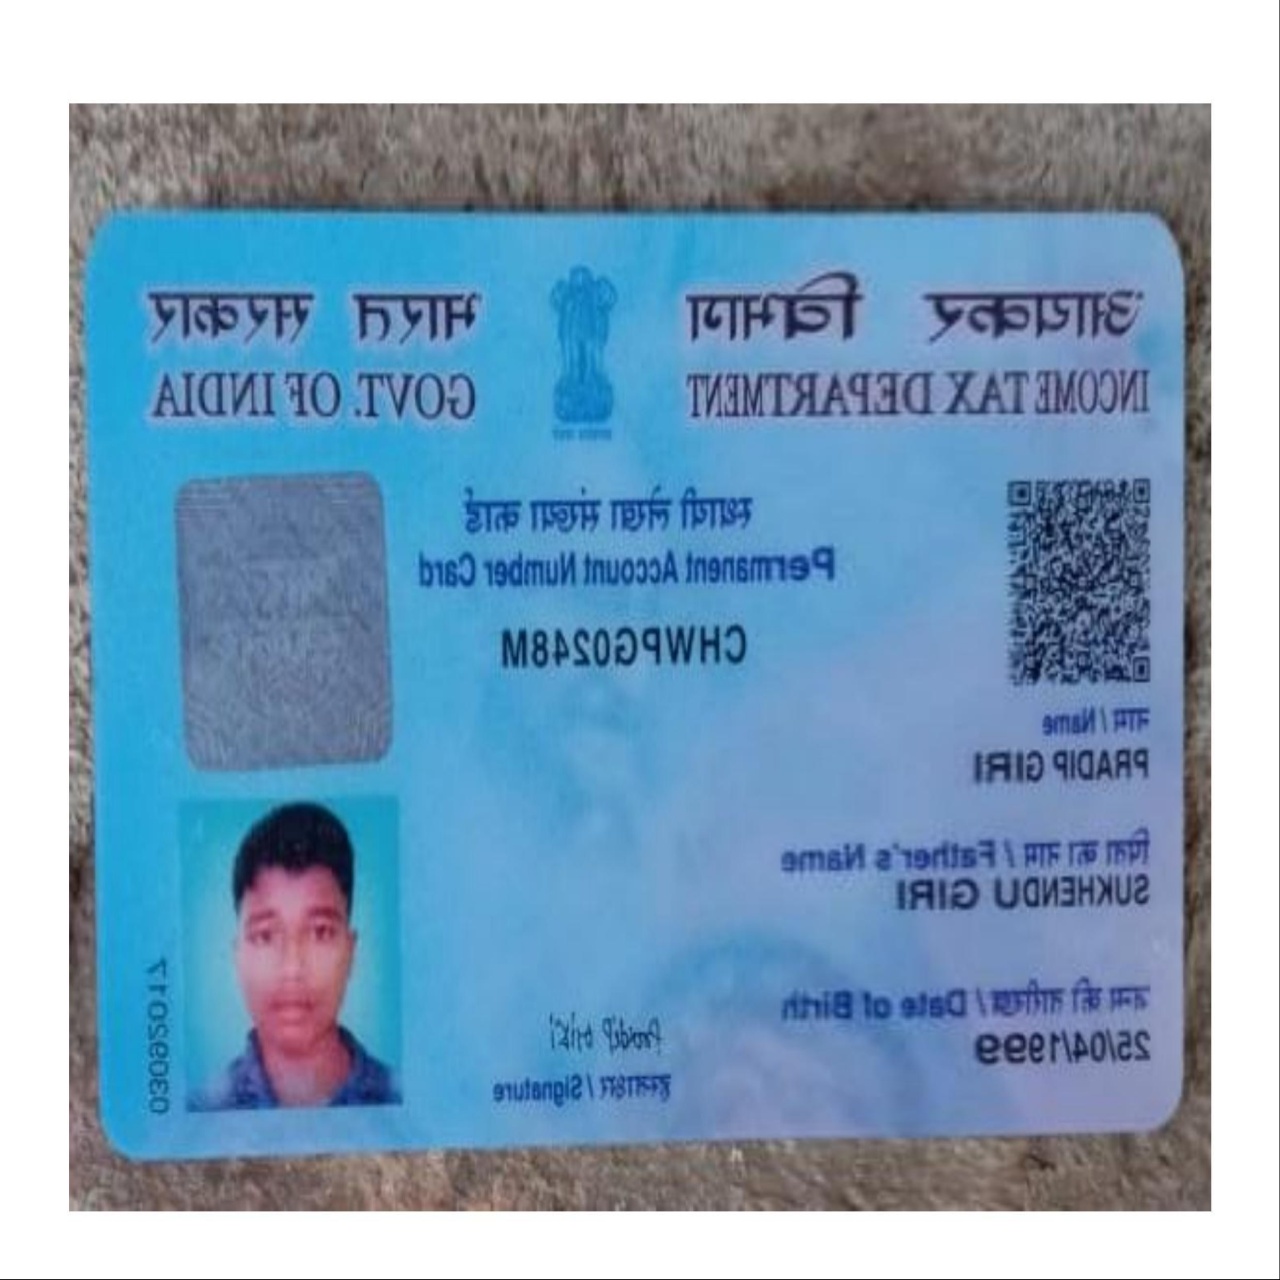 आयकर विभाग
INCOME TAX DEPARTMENT
भारत सरकार
GOVT. OF INDIA
स्थायी लेखा संख्या कार्ड
Permanent Account Number Card
CHWPG0248M
नाम / Name
PRADIP GIRI
पिता का नाम / Father's Name
SUKHENDU GIRI
जन्म की तारीख / Date of Birth
25/04/1999
Pradip Giri
हस्ताक्षर / Signature
03092017